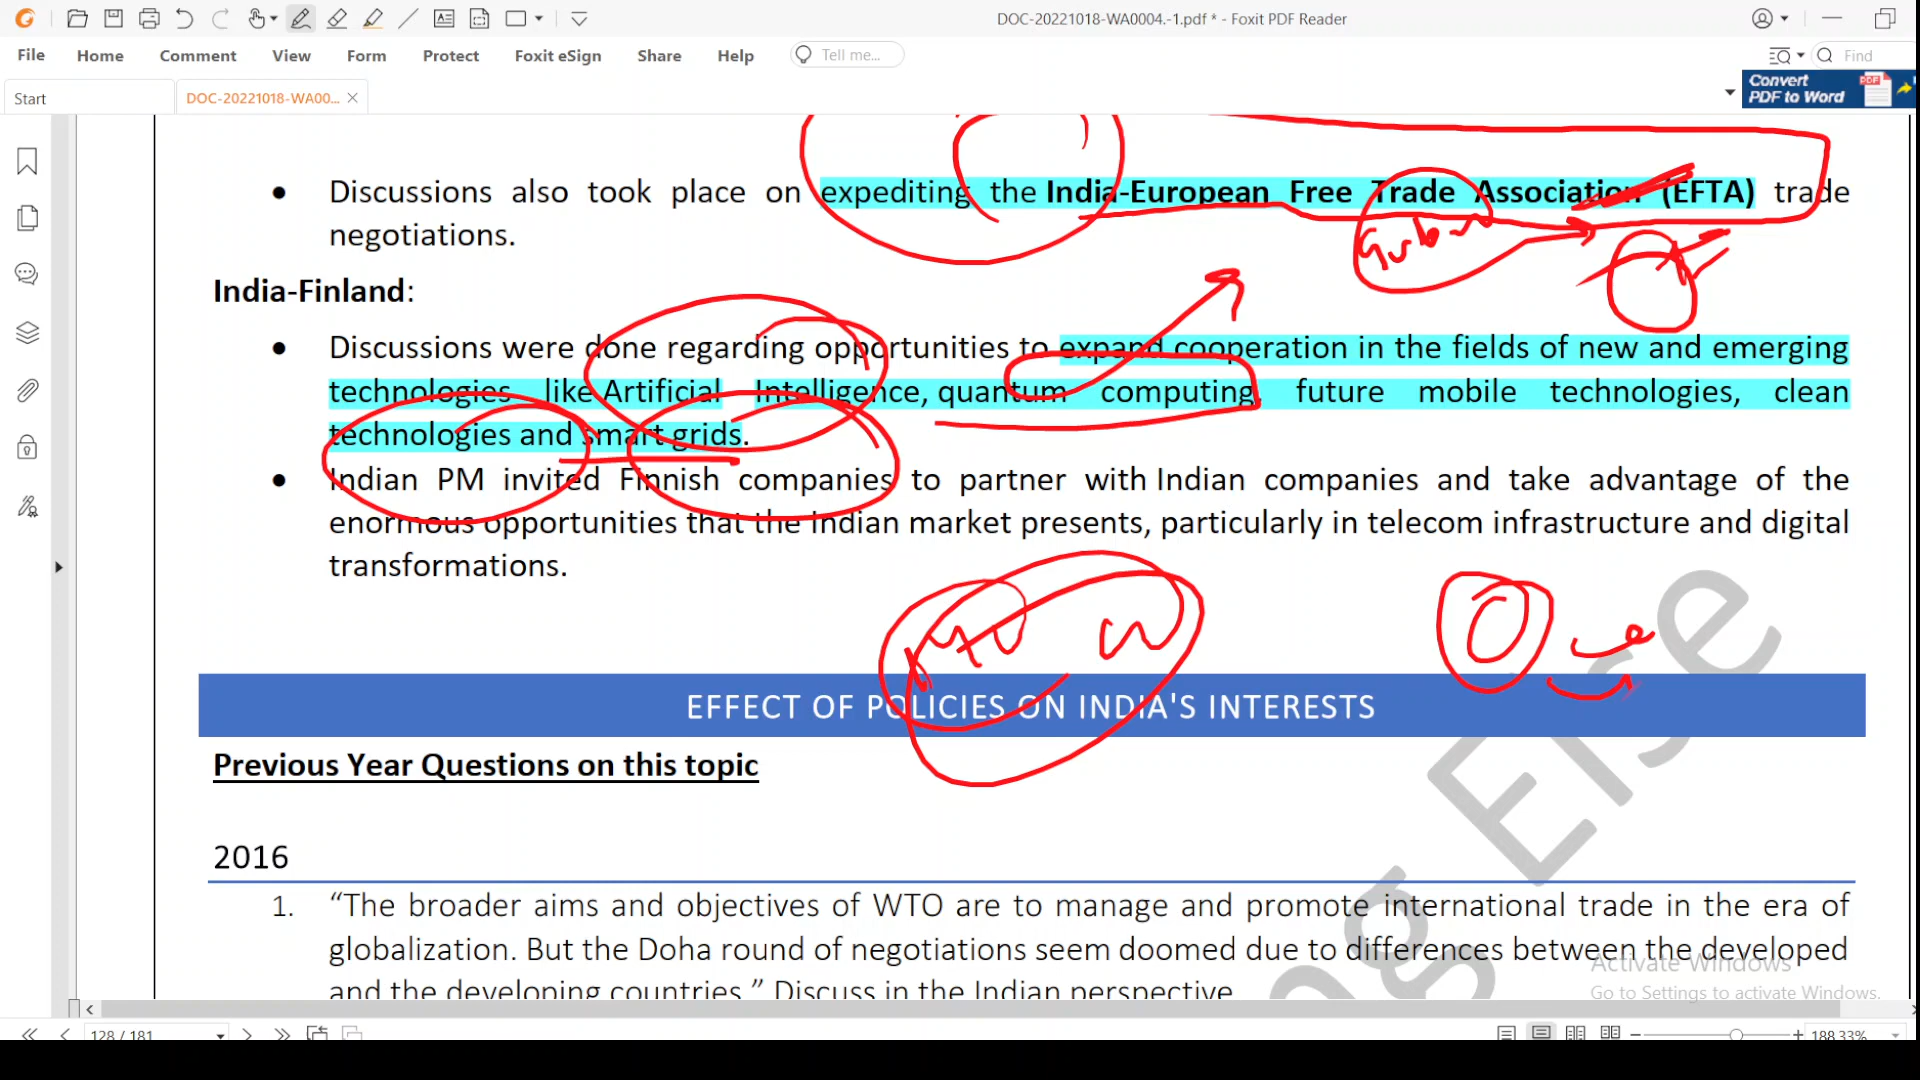 DOC-20221018-WA0004.-1.pdf * - Foxit PDF Reader
File Home Comment View Form Protect Foxit eSign Share Help Tell me... Find
Start DOC-20221018-WA00... Convert
PDF to Word
• Discussions also took place on expediting the India-European Free Trade Association (EFTA) trade
negotiations.
India-Finland:
• Discussions were done regarding opportunities to expand cooperation in the fields of new and emerging
technologies like Artificial Intelligence, quantum computing, future mobile technologies, clean
technologies and smart grids.
• Indian PM invited Finnish companies to partner with Indian companies and take advantage of the
enormous opportunities that the Indian market presents, particularly in telecom infrastructure and digital
transformations.
EFFECT OF POLICIES ON INDIA'S INTERESTS
Previous Year Questions on this topic
2016
1. “The broader aims and objectives of WTO are to manage and promote international trade in the era of
globalization. But the Doha round of negotiations seem doomed due to differences between the developed
and the developing countries.” Discuss in the Indian perspective
Else
Activate Windows
Go to Settings to activate Windows.
128 / 181 188.33%